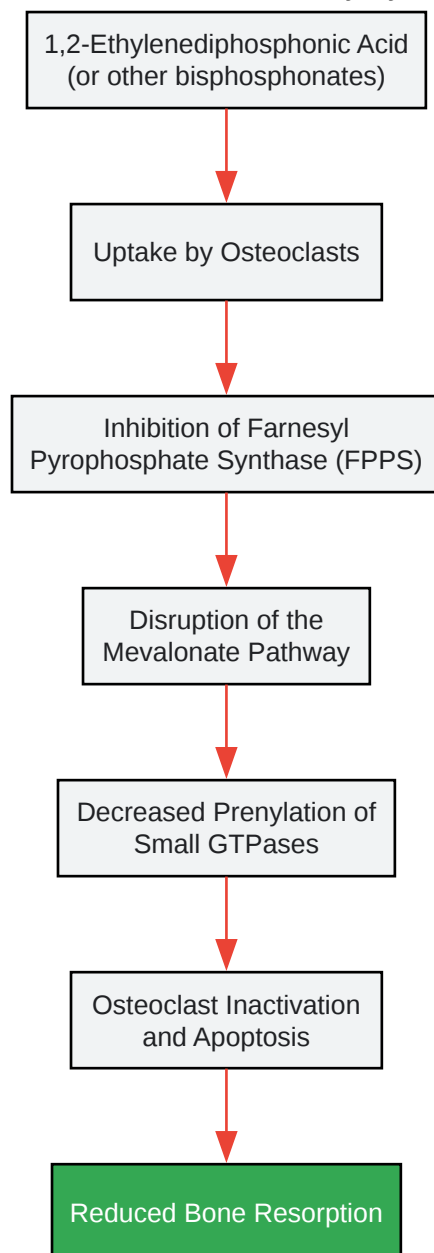 1,2-Ethylenediphosphonic Acid
(or other bisphosphonates)
Uptake by Osteoclasts
Inhibition of Farnesyl
Pyrophosphate Synthase (FPPS)
Disruption of the
Mevalonate Pathway
Decreased Prenylation of
Small GTPases
Osteoclast Inactivation
and Apoptosis
Reduced Bone Resorption